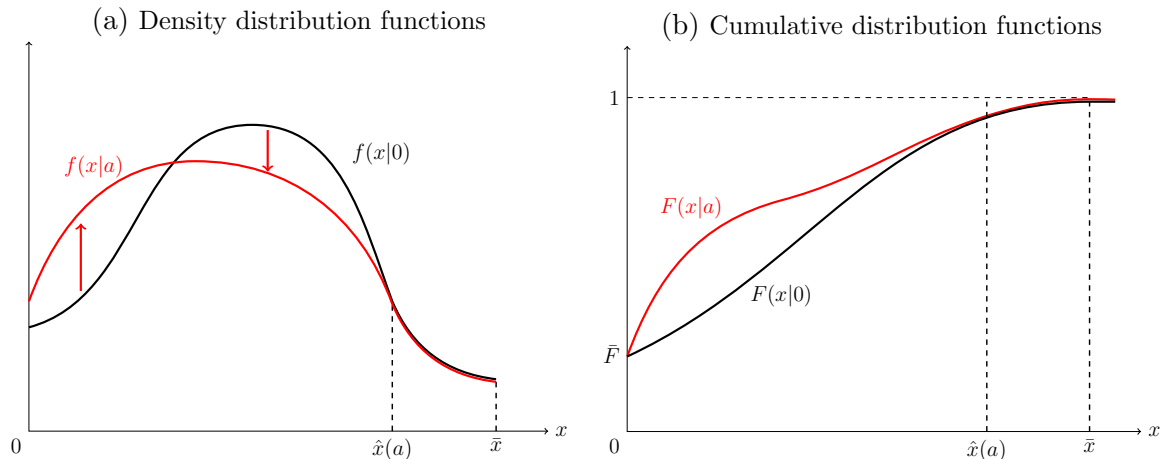 (a) Density distribution functions
f(x|a)
f(x|0)
0
x̂(a)
x̄
x
(b) Cumulative distribution functions
1
F(x|a)
F(x|0)
F̄
0
x̂(a)
x̄
x